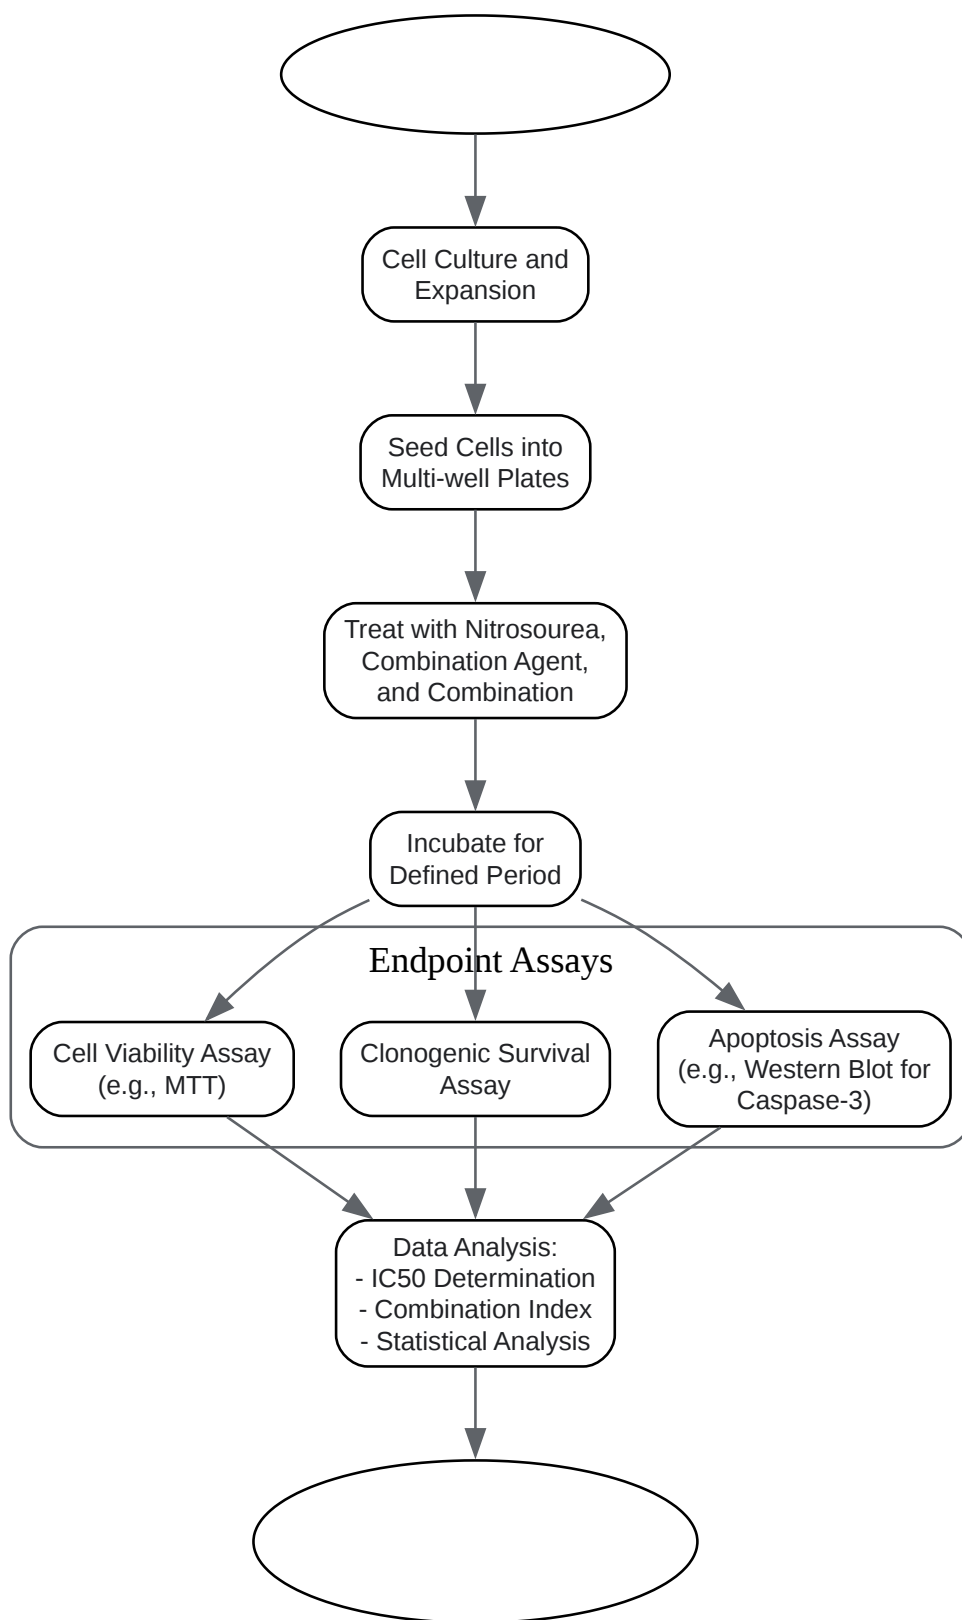 Cell Culture and
Expansion
Seed Cells into
Multi-well Plates
Treat with Nitrosourea,
Combination Agent,
and Combination
Incubate for
Defined Period
Endpoint Assays
Cell Viability Assay
(e.g., MTT)
Clonogenic Survival
Assay
Apoptosis Assay
(e.g., Western Blot for
Caspase-3)
Data Analysis:
- IC50 Determination
- Combination Index
- Statistical Analysis